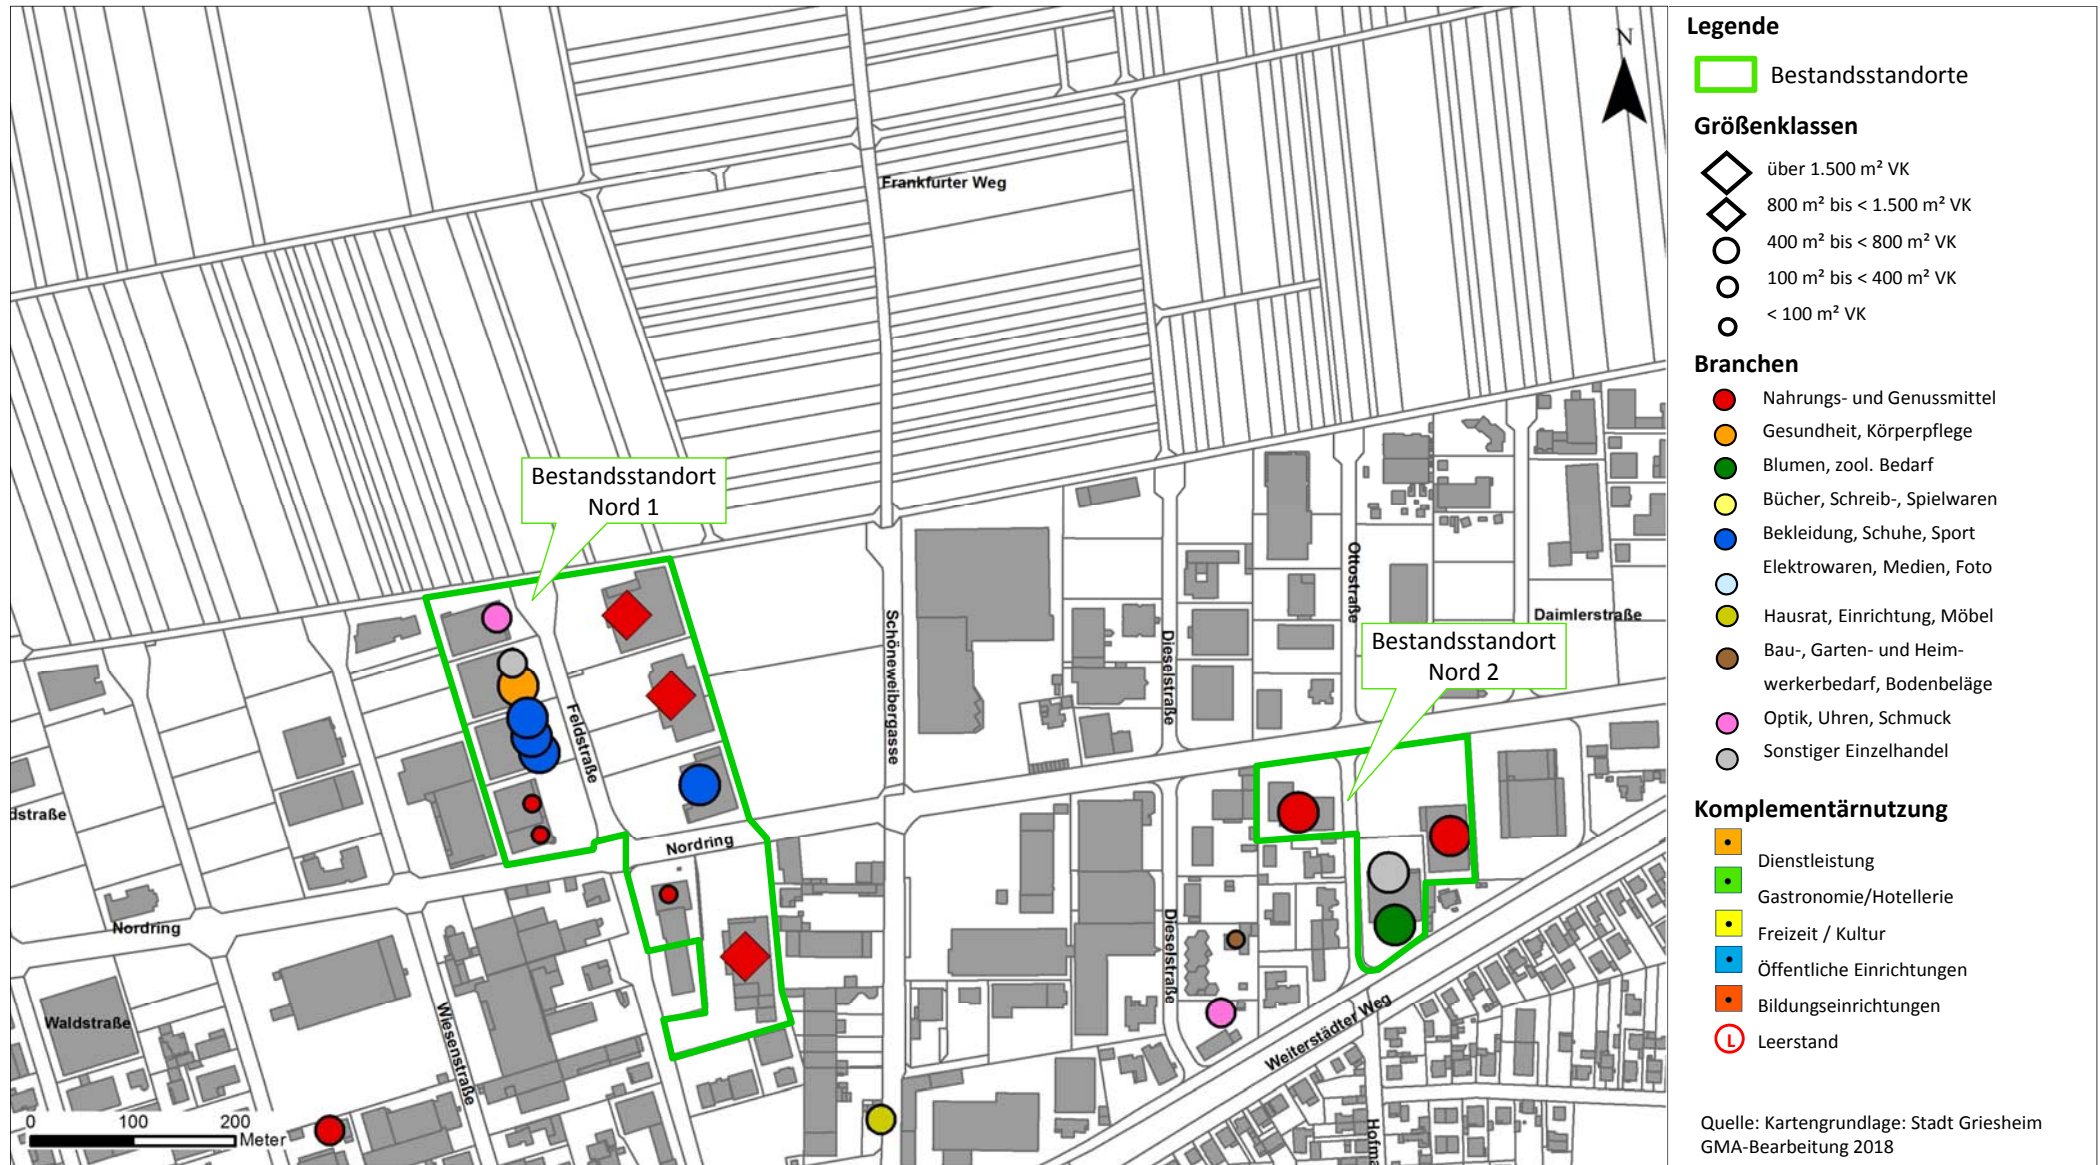 Frankfurter Weg
Bestandsstandort
Nord 1
Ottostraße
Daimlerstraße
Schöneweibergasse
Dieselstraße
Bestandsstandort
Nord 2
Feldstraße
dstraße
Nordring
Nordring
Dieselstraße
Waldstraße
Wiesenstraße
Weiterstädter Weg
Hofma
0 100 200
Meter
N
Legende
Bestandsstandorte
Größenklassen
über 1.500 m² VK
800 m² bis < 1.500 m² VK
400 m² bis < 800 m² VK
100 m² bis < 400 m² VK
< 100 m² VK
Branchen
Nahrungs- und Genussmittel
Gesundheit, Körperpflege
Blumen, zool. Bedarf
Bücher, Schreib-, Spielwaren
Bekleidung, Schuhe, Sport
Elektrowaren, Medien, Foto
Hausrat, Einrichtung, Möbel
Bau-, Garten- und Heim-
werkerbedarf, Bodenbeläge
Optik, Uhren, Schmuck
Sonstiger Einzelhandel
Komplementärnutzung
Dienstleistung
Gastronomie/Hotellerie
Freizeit / Kultur
Öffentliche Einrichtungen
Bildungseinrichtungen
L Leerstand
Quelle: Kartengrundlage: Stadt Griesheim
GMA-Bearbeitung 2018